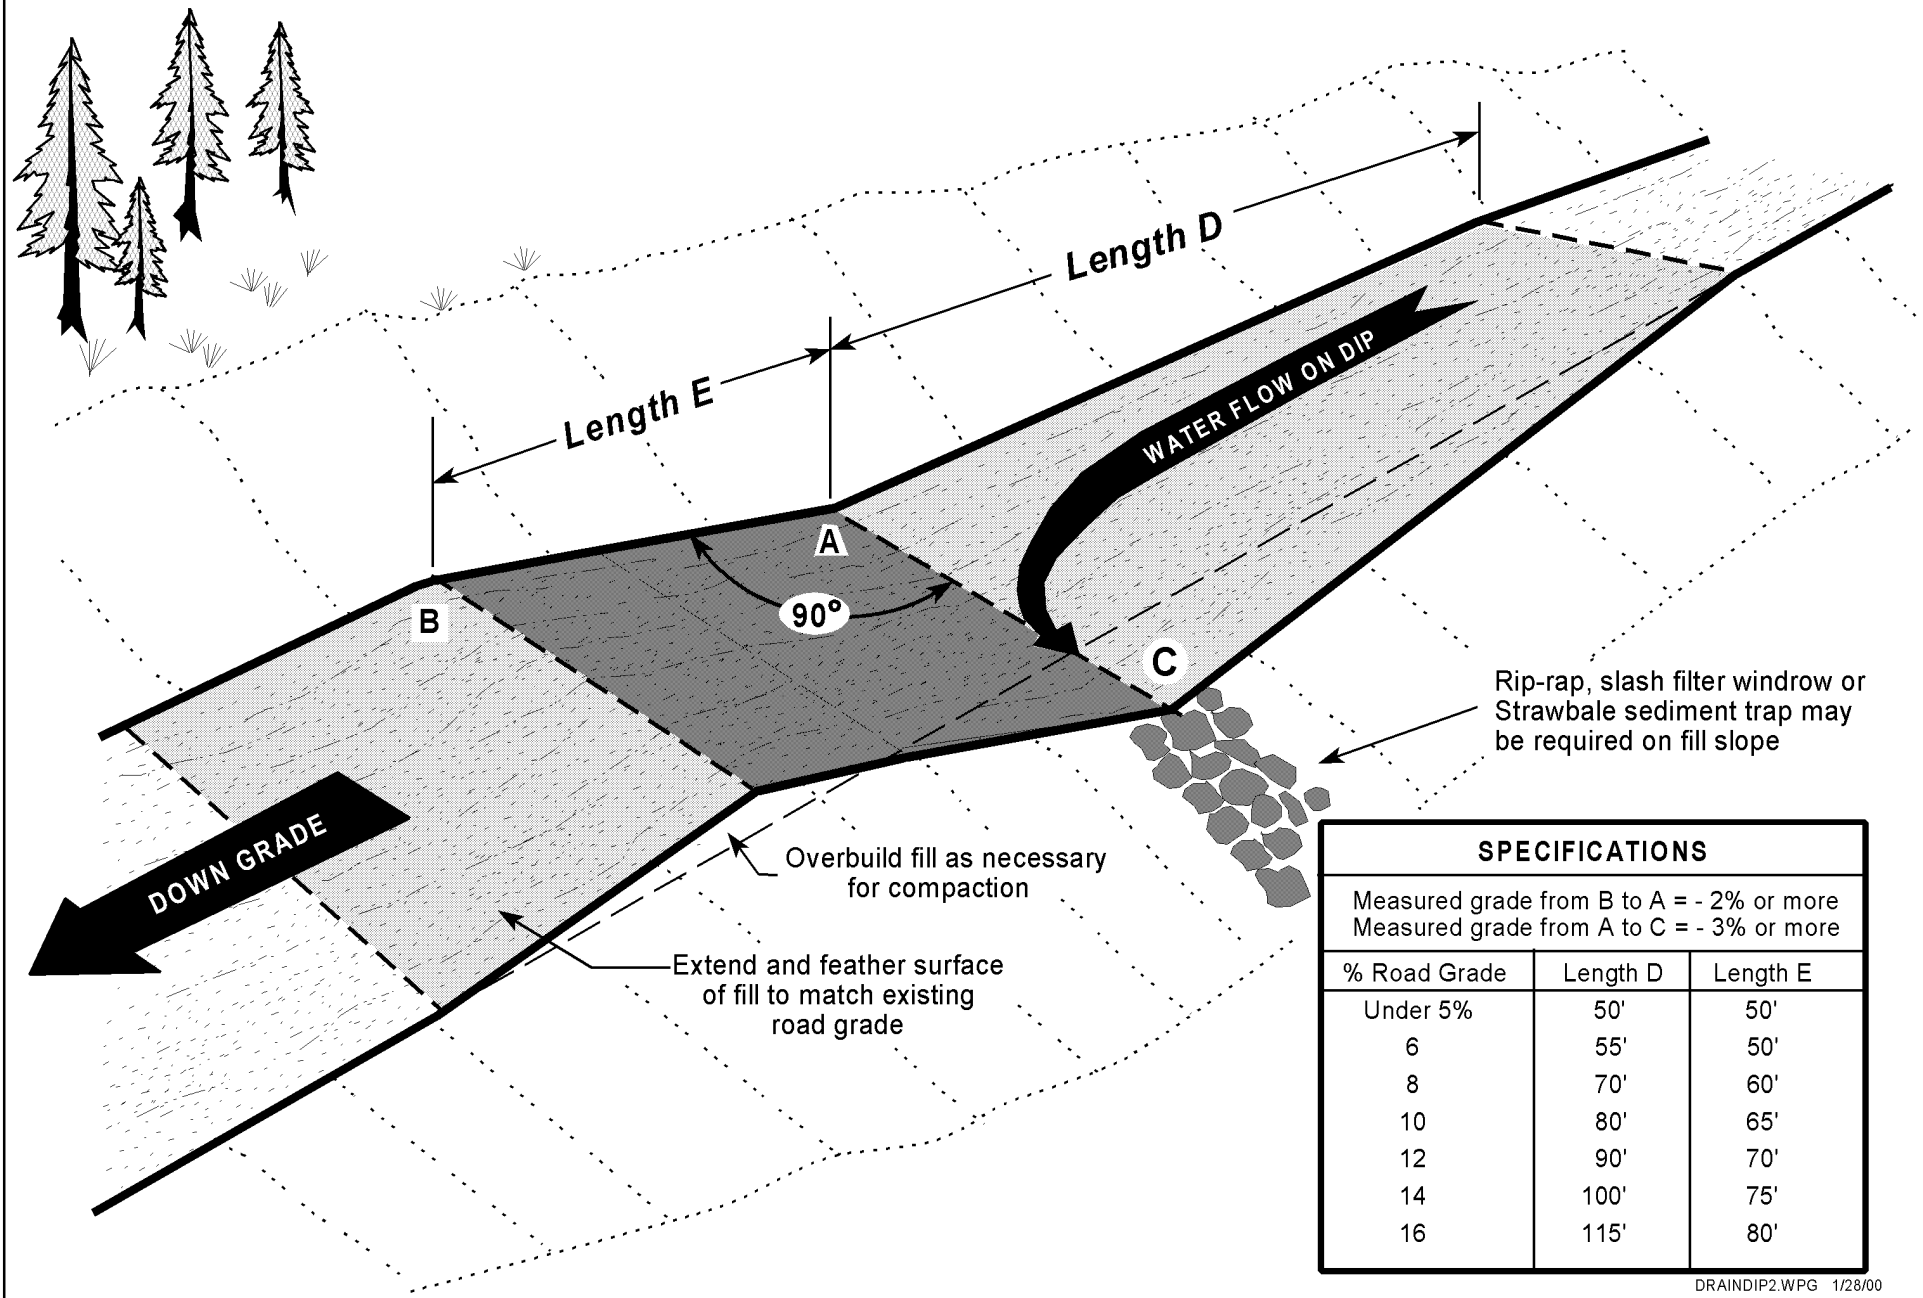 Length D
WATER FLOW ON DIP
Length E
A
B
90°
C
Rip-rap, slash filter windrow or
Strawbale sediment trap may
be required on fill slope
DOWN GRADE
Overbuild fill as necessary
for compaction
Extend and feather surface
of fill to match existing
road grade
SPECIFICATIONS
Measured grade from B to A = - 2% or more
Measured grade from A to C = - 3% or more
% Road Grade Length D Length E
Under 5% 50' 50'
6 55' 50'
8 70' 60'
10 80' 65'
12 90' 70'
14 100' 75'
16 115' 80'
DRAINDIP2.WPG 1/28/00